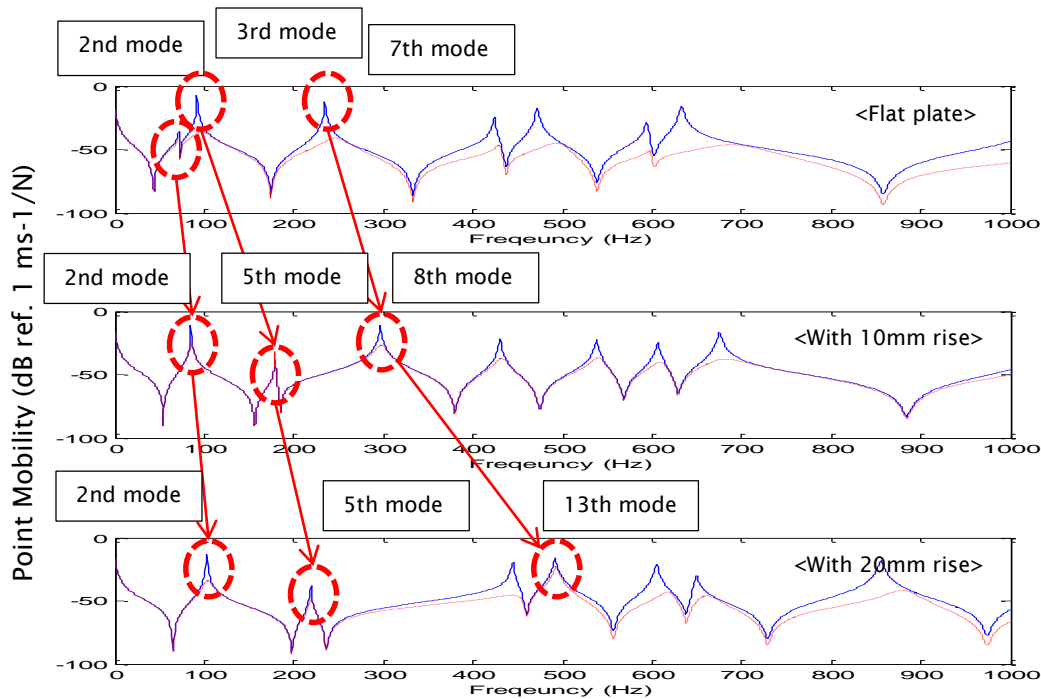 Point Mobility (dB ref. 1 ms-1/N)
2nd mode
3rd mode
7th mode
<Flat plate>
0
-50
-100
0 100 200 300 400 500 600 700 800 900 1000
Freqeuncy (Hz)
2nd mode
5th mode
8th mode
<With 10mm rise>
0
-50
-100
0 100 200 300 400 500 600 700 800 900 1000
Freqeuncy (Hz)
2nd mode
5th mode
13th mode
<With 20mm rise>
0
-50
-100
0 100 200 300 400 500 600 700 800 900 1000
Freqeuncy (Hz)